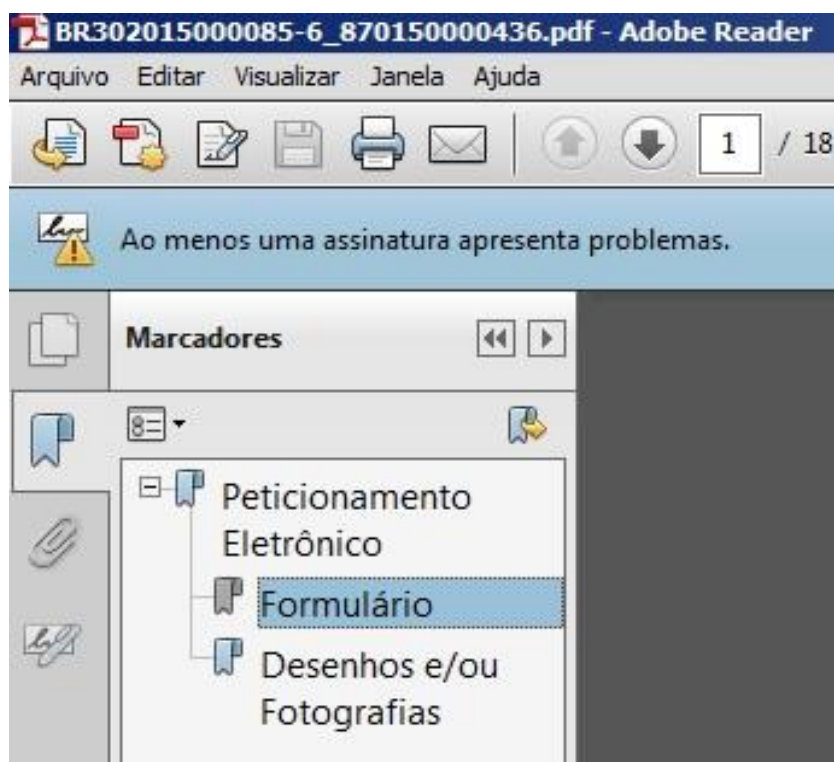 BR302015000085-6_870150000436.pdf - Adobe Reader
Arquivo Editar Visualizar Janela Ajuda
1 / 18
Ao menos uma assinatura apresenta problemas.
Marcadores
Peticionamento
Eletrônico
Formulário
Desenhos e/ou
Fotografias